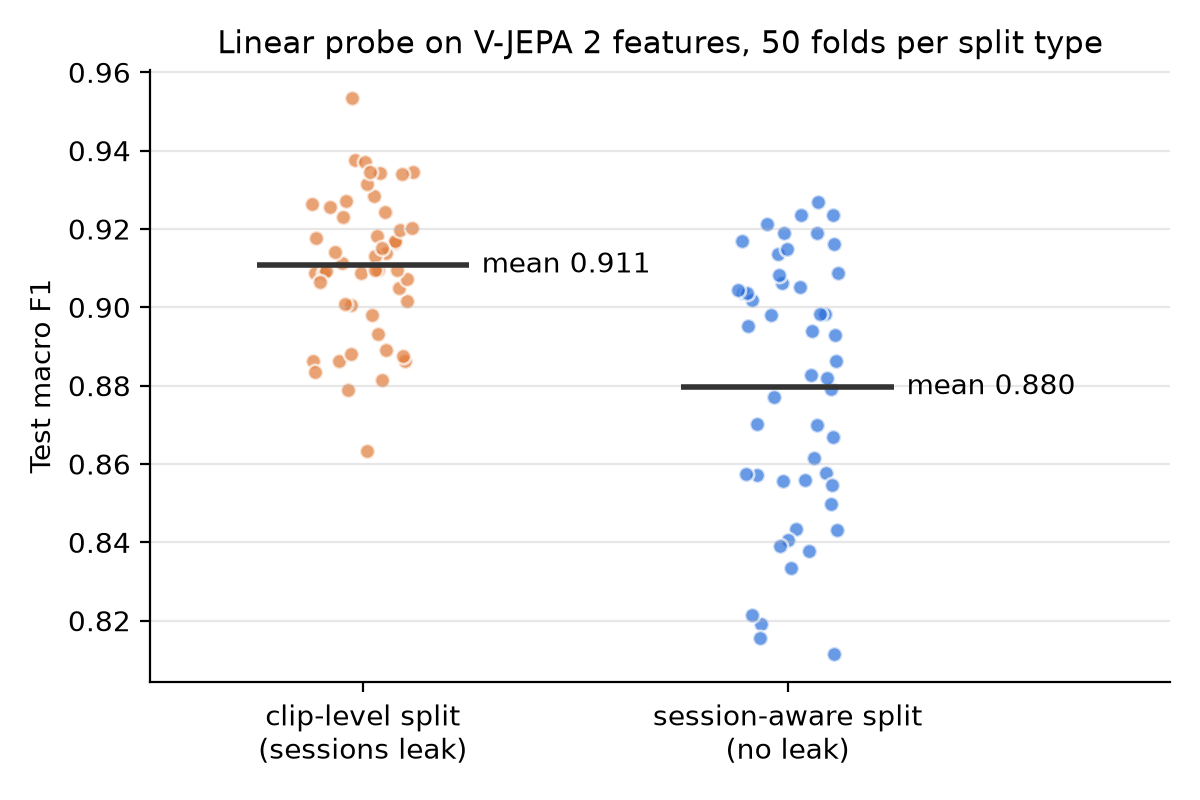 Linear probe on V-JEPA 2 features, 50 folds per split type
Test macro F1
0.96
0.94
0.92
0.90
0.88
0.86
0.84
0.82
mean 0.911
mean 0.880
clip-level split
(sessions leak)
session-aware split
(no leak)